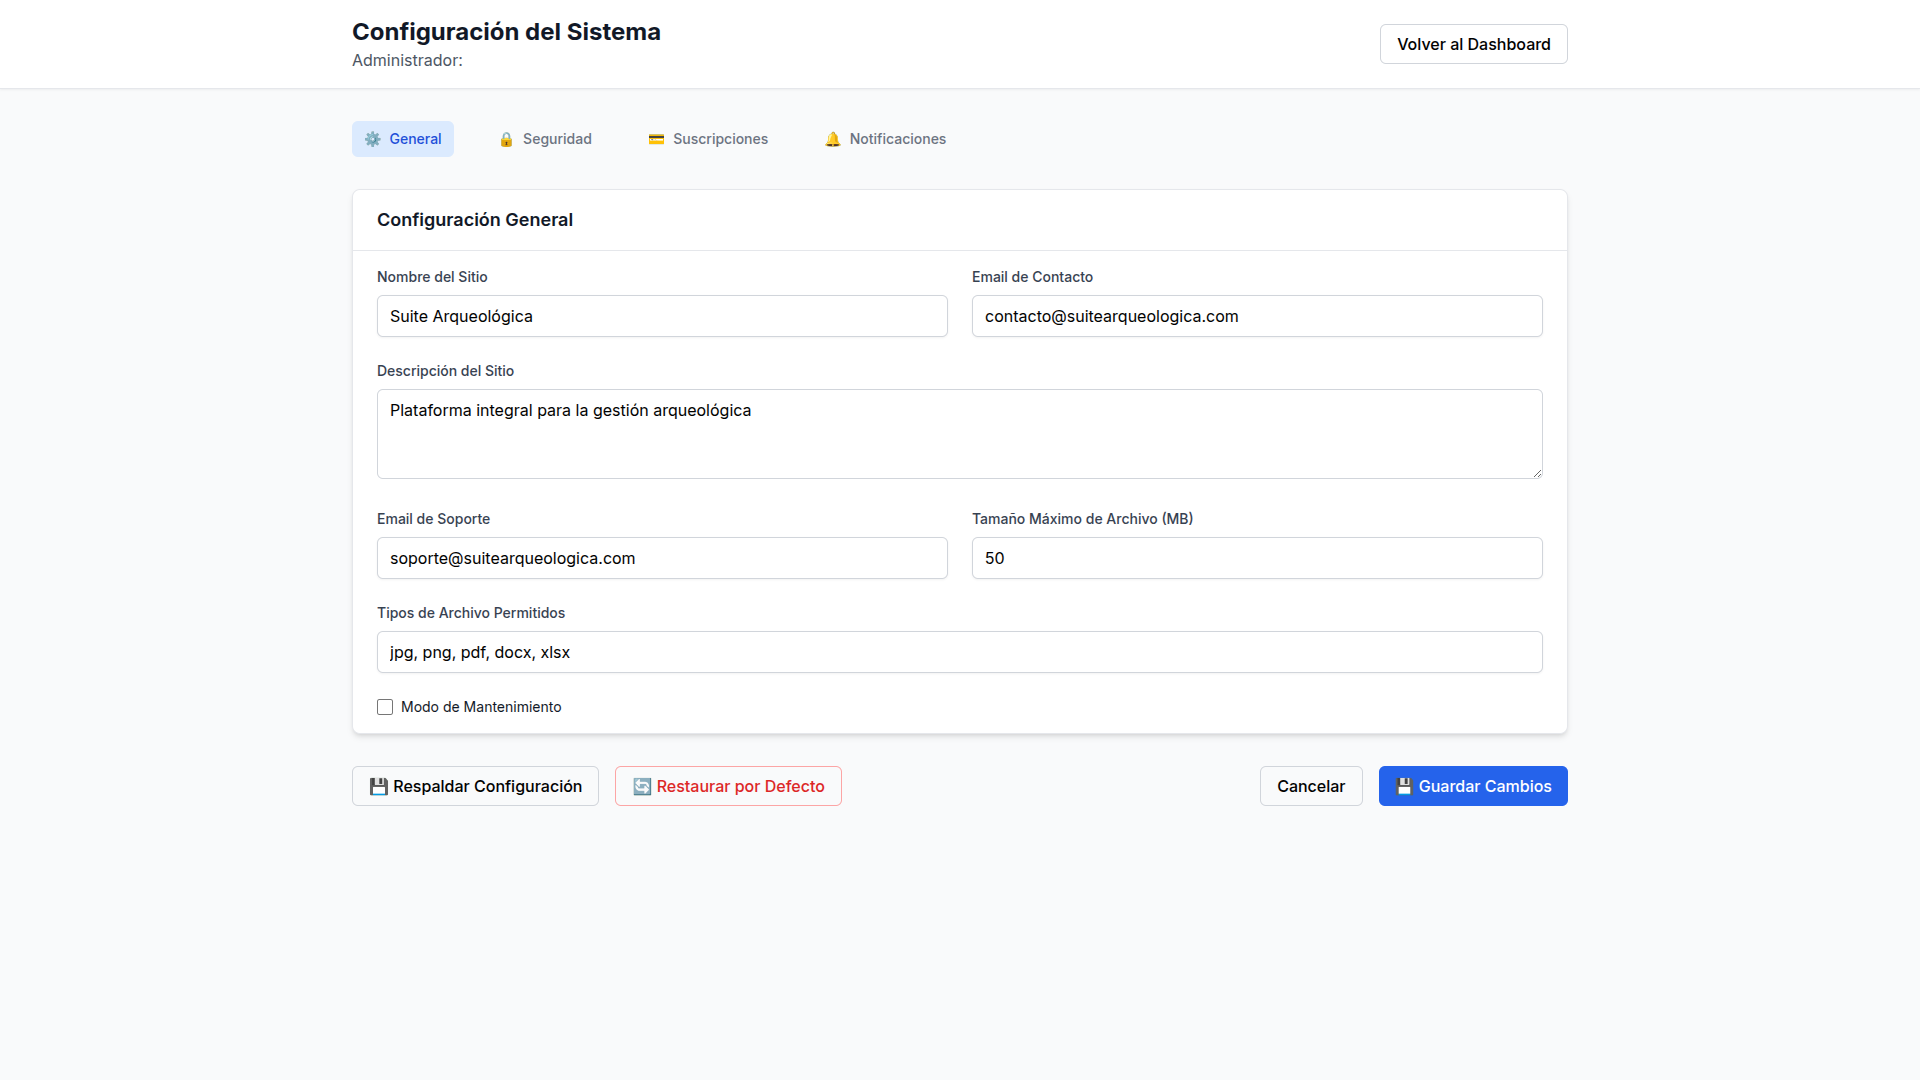 Configuración del Sistema
Administrador:
Volver al Dashboard
General
Seguridad
Suscripciones
Notificaciones
Configuración General
Nombre del Sitio
Email de Contacto
Suite Arqueológica
contacto@suitearqueologica.com
Descripción del Sitio
Plataforma integral para la gestión arqueológica
Email de Soporte
Tamaño Máximo de Archivo (MB)
soporte@suitearqueologica.com
50
Tipos de Archivo Permitidos
jpg, png, pdf, docx, xlsx
Modo de Mantenimiento
Respaldar Configuración
Restaurar por Defecto
Cancelar
Guardar Cambios